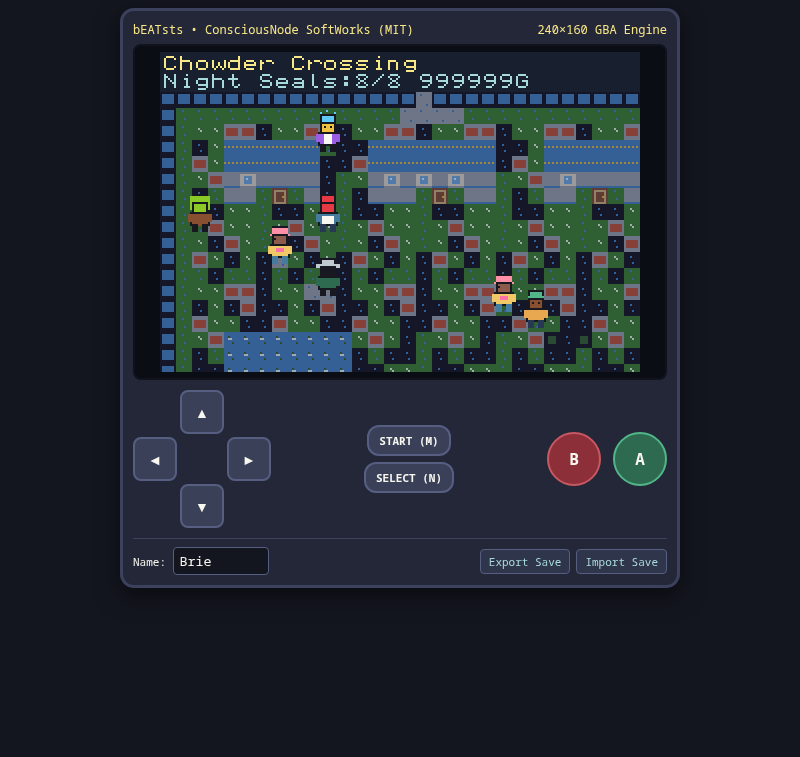 bEATsts • ConsciousNode SoftWorks (MIT)
240×160 GBA Engine
Chowder Crossing
Night Seals:8/8 999999G
▲
◀
▶
▼
START (M)
SELECT (N)
B
A
Name: Brie
Export Save
Import Save